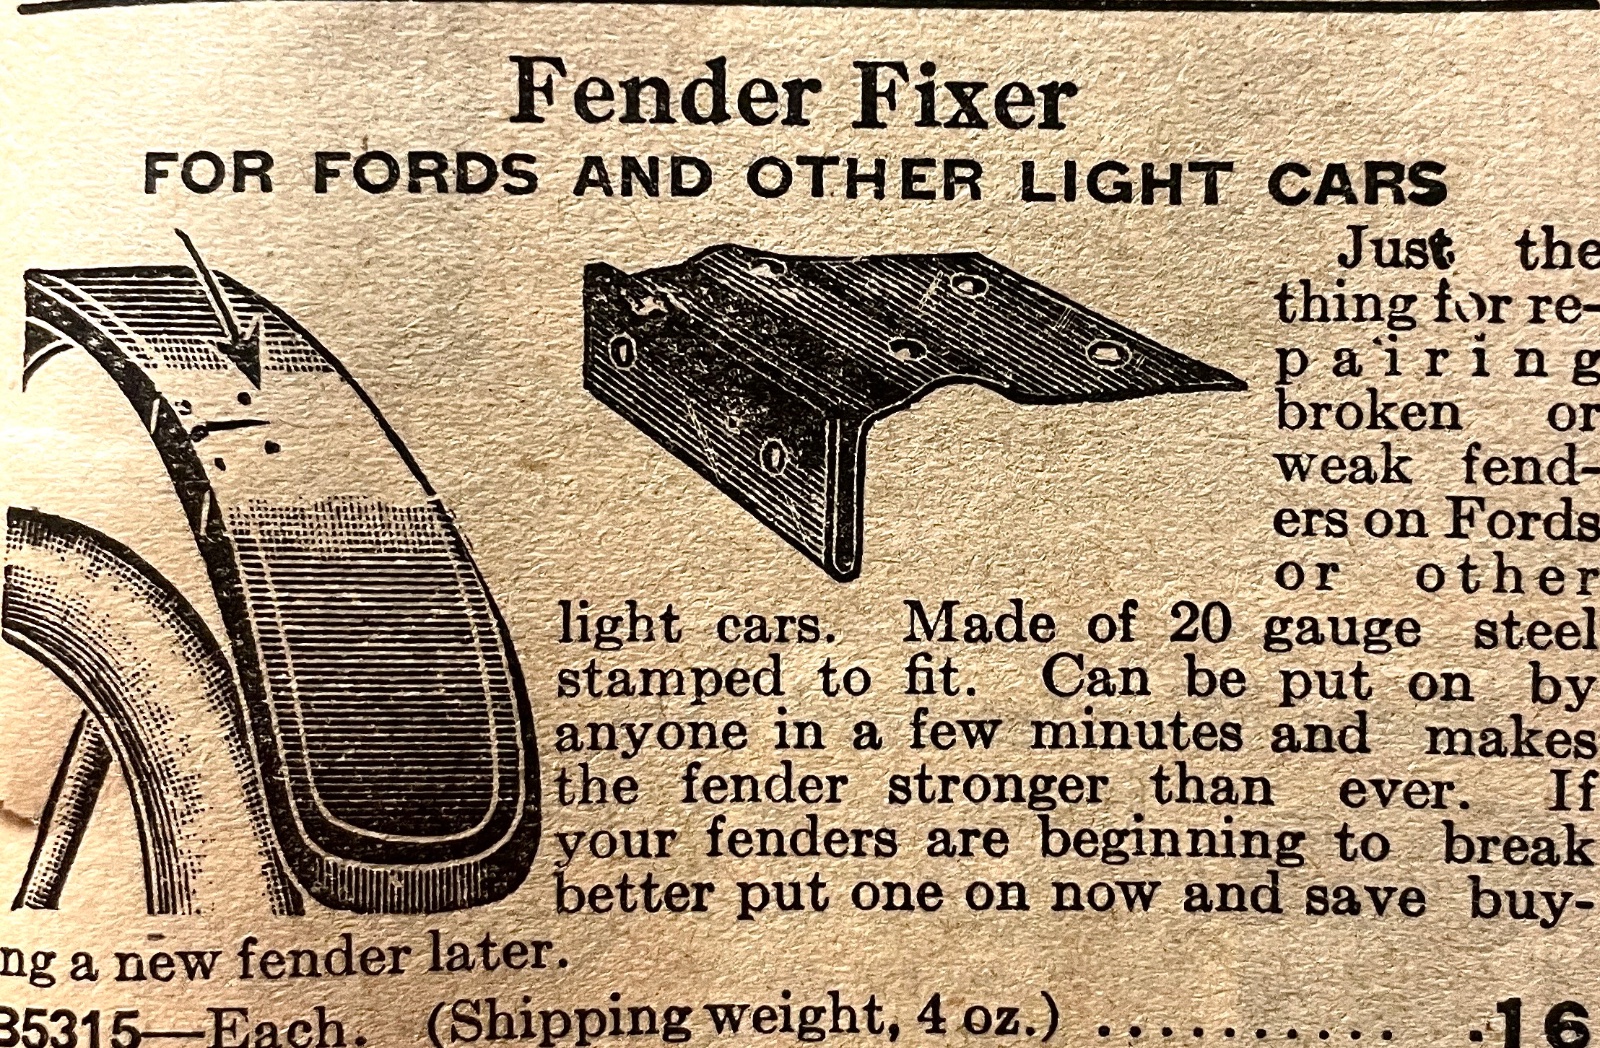 Fender Fixer
FOR FORDS AND OTHER LIGHT CARS
Just the
thing for re-
pairing
broken or
weak fend-
ers on Fords
or other
light cars. Made of 20 gauge steel
stamped to fit. Can be put on by
anyone in a few minutes and makes
the fender stronger than ever. If
your fenders are beginning to break
better put one on now and save buy-
ng a new fender later.
B5315—Each. (Shipping weight, 4 oz.) .......... .16